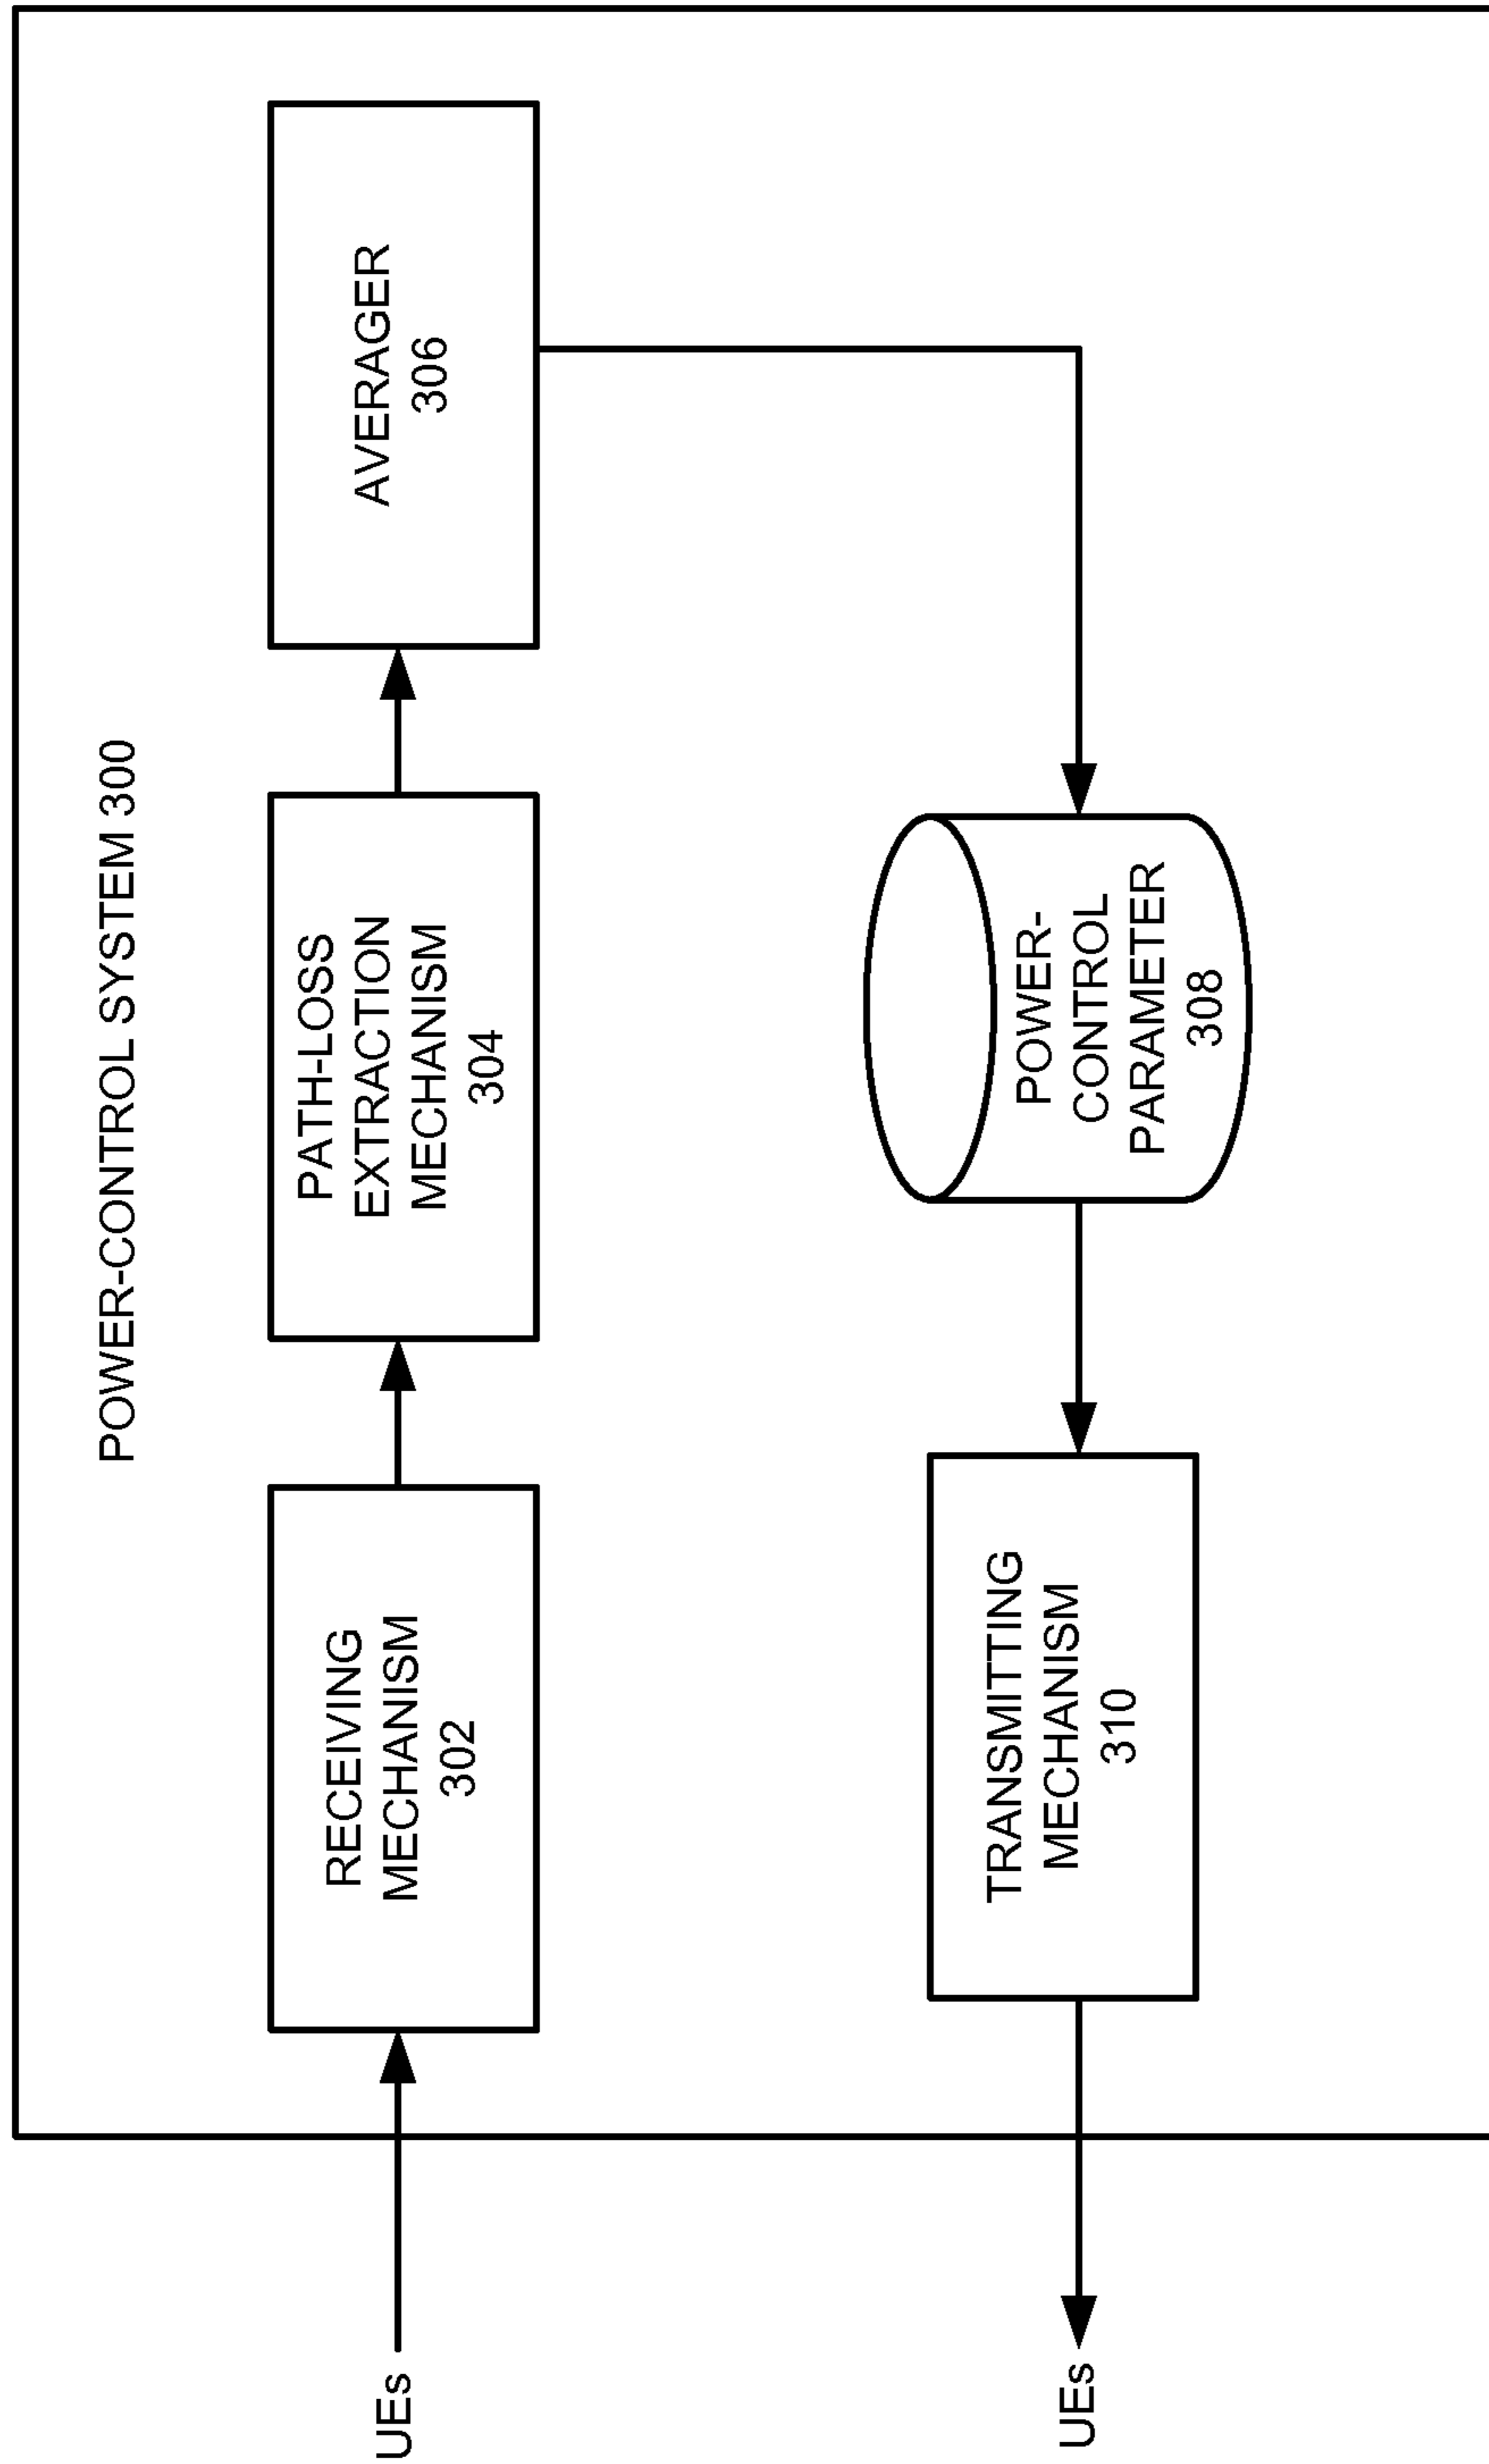 POWER-CONTROL SYSTEM 300
UEs
RECEIVING
MECHANISM
302
PATH-LOSS
EXTRACTION
MECHANISM
304
AVERAGER
306
UEs
TRANSMITTING
MECHANISM
310
POWER-
CONTROL
PARAMETER
308